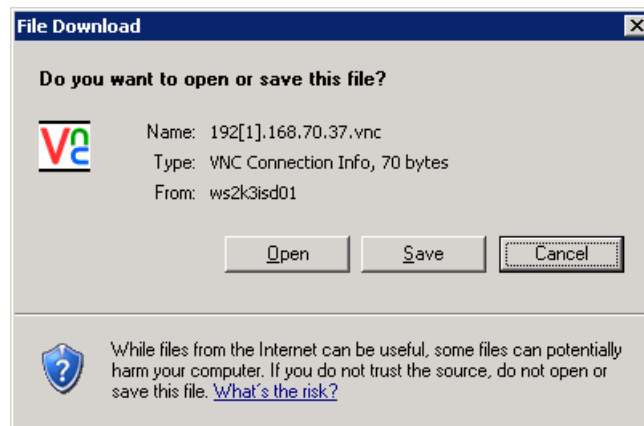 File Download
Do you want to open or save this file?
VNC
Name: 192[1].168.70.37.vnc
Type: VNC Connection Info, 70 bytes
From: ws2k3isd01
Open Save Cancel
While files from the Internet can be useful, some files can potentially
harm your computer. If you do not trust the source, do not open or
save this file. What's the risk?